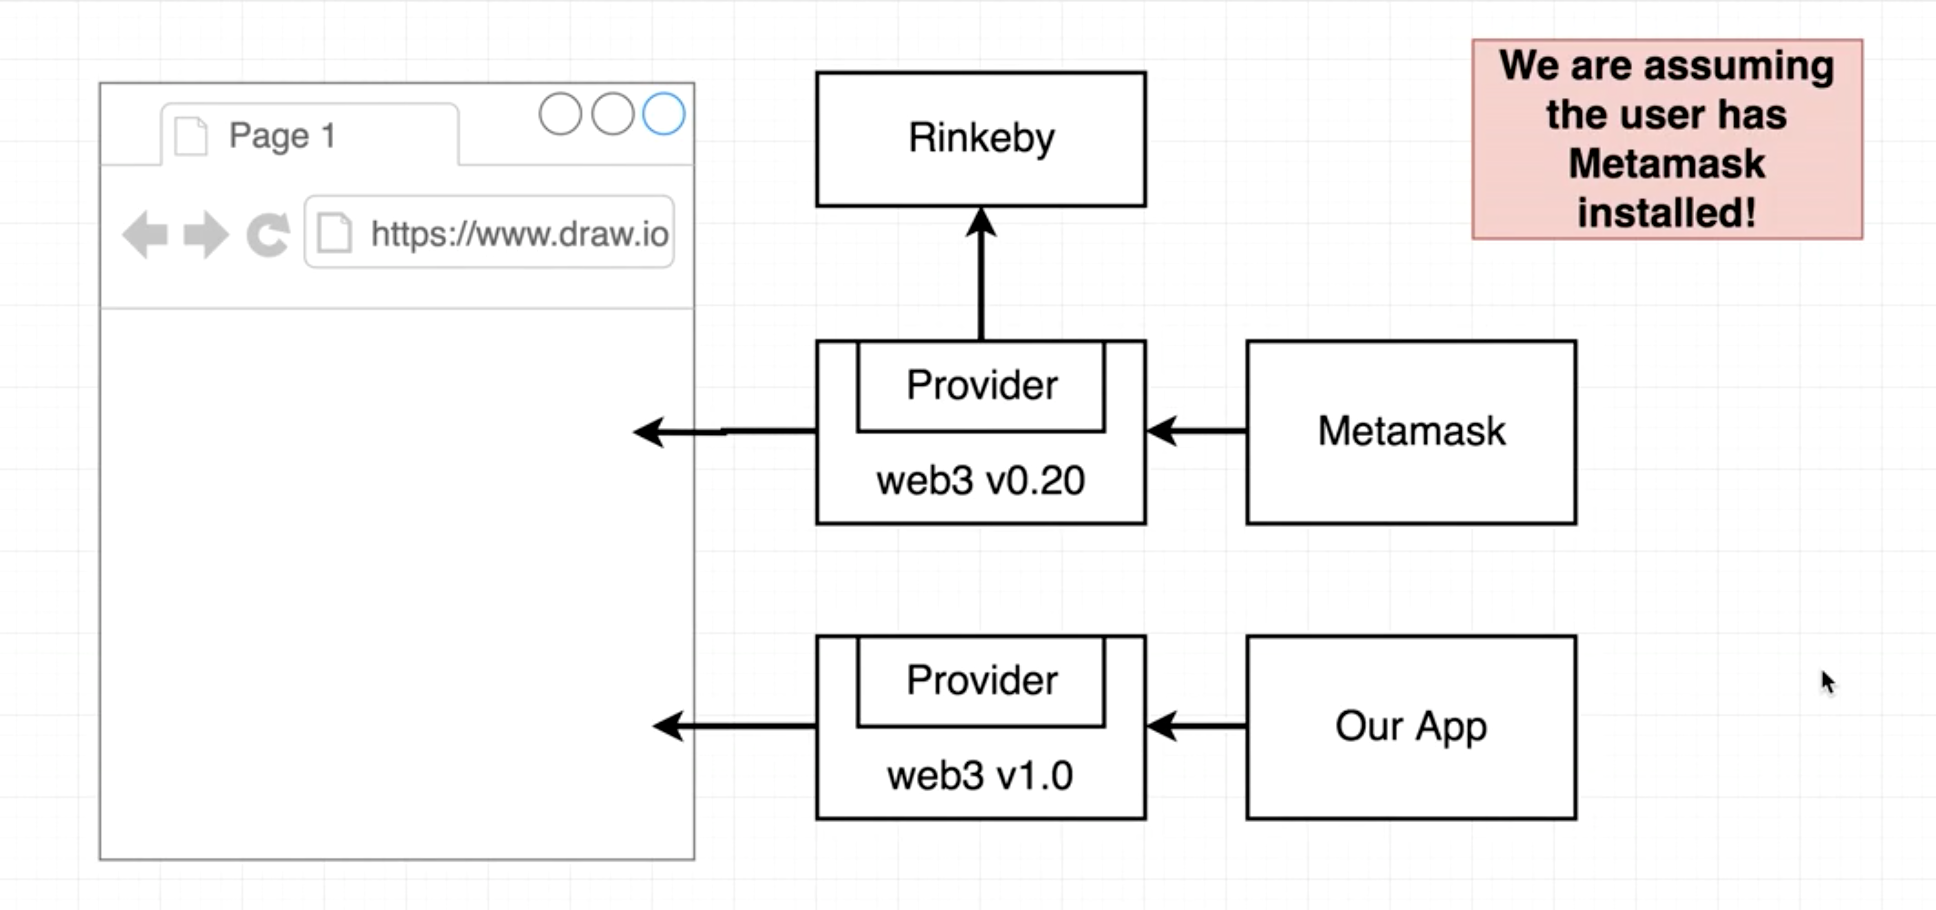 Page 1
https://www.draw.io
Rinkeby
We are assuming
the user has
Metamask
installed!
Provider
web3 v0.20
Metamask
Provider
web3 v1.0
Our App